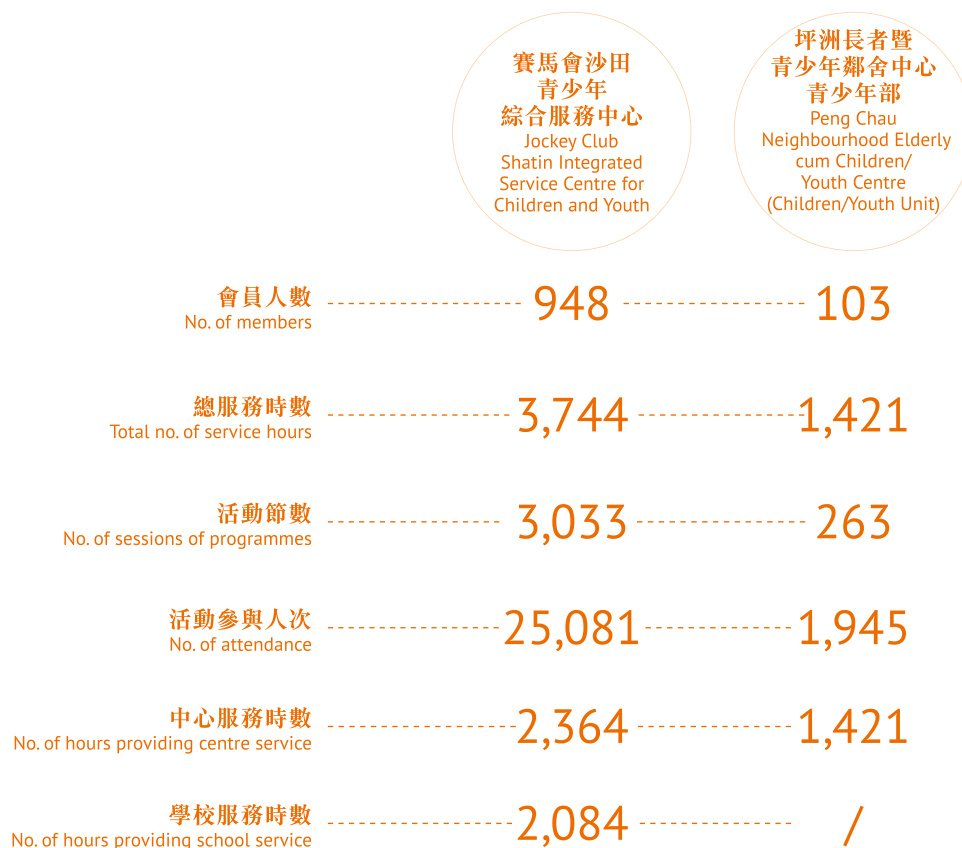 賽馬會沙田
青少年
綜合服務中心
Jockey Club
Shatin Integrated
Service Centre for
Children and Youth
坪洲長者暨
青少年鄰舍中心
青少年部
Peng Chau
Neighbourhood Elderly
cum Children/
Youth Centre
(Children/Youth Unit)
會員人數
No. of members
948
103
總服務時數
Total no. of service hours
3,744
1,421
活動節數
No. of sessions of programmes
3,033
263
活動參與人次
No. of attendance
25,081
1,945
中心服務時數
No. of hours providing centre service
2,364
1,421
學校服務時數
No. of hours providing school service
2,084
/